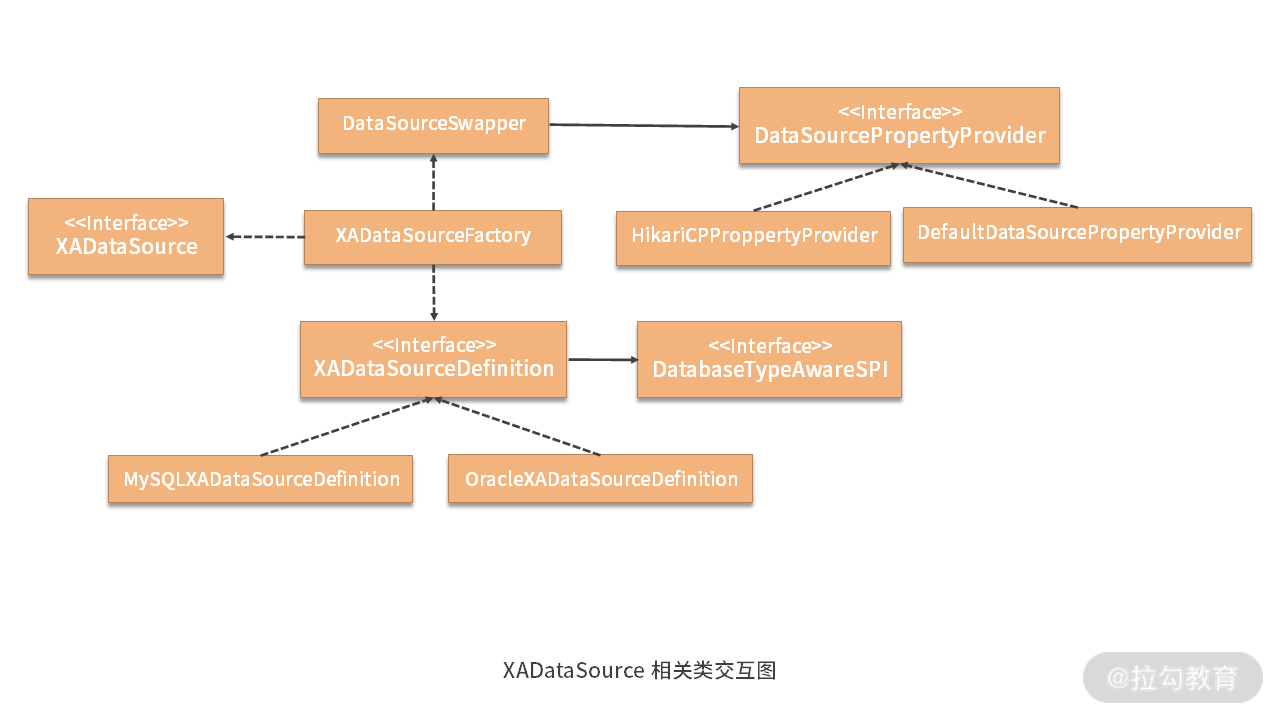 DataSourceSwapper
<<Interface>>
DataSourcePropertyProvider
<<Interface>>
XADataSource
XADataSourceFactory
HikariCPProppertyProvider
DefaultDataSourcePropertyProvider
<<Interface>>
XADataSourceDefinition
<<Interface>>
DatabaseTypeAwareSPI
MySQLXADataSourceDefinition
OracleXADataSourceDefinition
XADataSource 相关类交互图
@拉勾教育